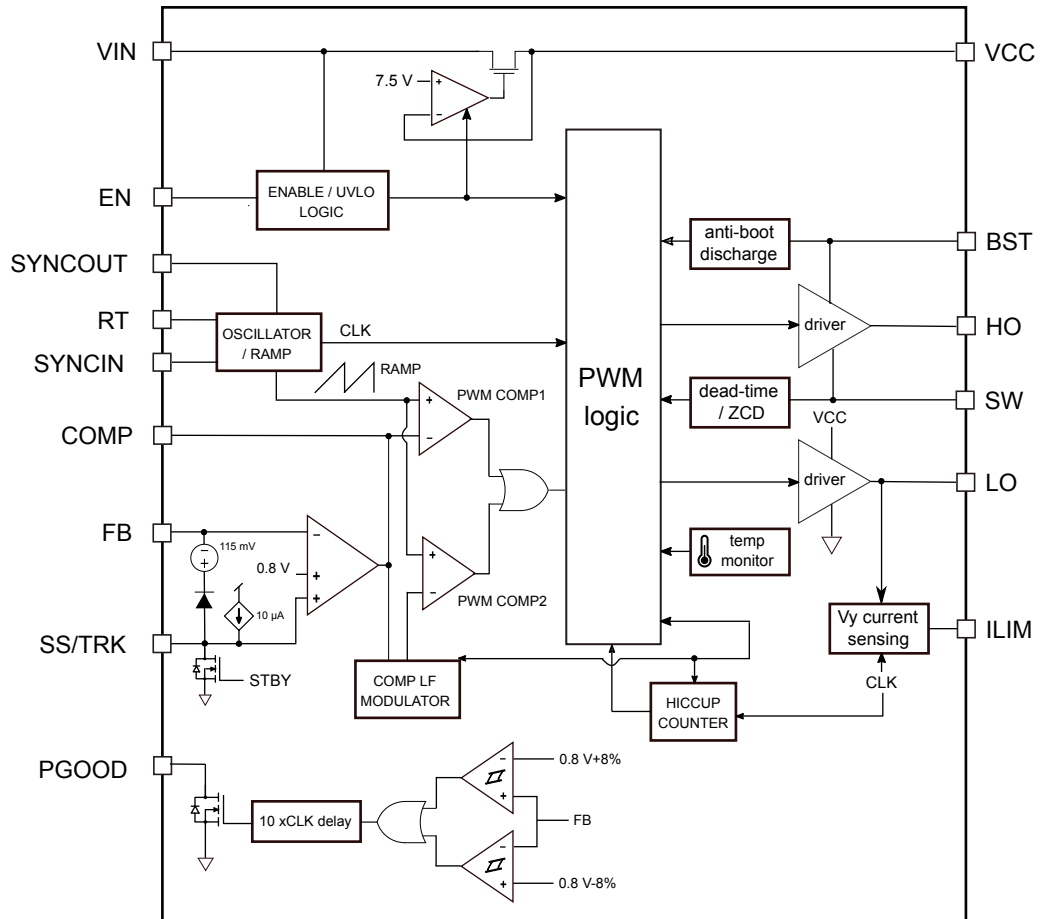 VIN
VCC
7.5 V
+
−
EN
ENABLE / UVLO
LOGIC
SYNCOUT
RT
SYNCIN
OSCILLATOR
/ RAMP
CLK
RAMP
PWM COMP1
+
−
COMP
PWM
logic
anti-boot
discharge
BST
driver
HO
dead-time
/ ZCD
SW
VCC
driver
LO
FB
−
+
115 mV
0.8 V
−
+
+
10 µA
+
−
PWM COMP2
temp
monitor
SS/TRK
STBY
COMP LF
MODULATOR
Vy current
sensing
ILIM
CLK
HICCUP
COUNTER
PGOOD
10 xCLK delay
−
+
0.8 V+8%
FB
−
+
0.8 V-8%